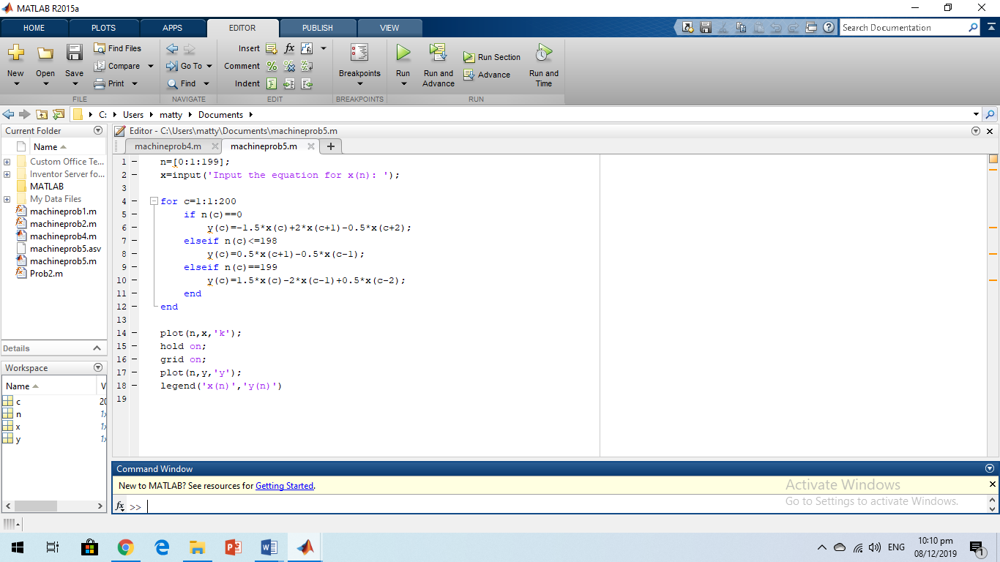 MATLAB R2015a
HOME PLOTS APPS EDITOR PUBLISH VIEW
Search Documentation
New Open Save Find Files Compare Print
Go To Find
Insert fx Comment Indent
Breakpoints Run Run and Advance Run Section Advance Run and Time
FILE NAVIGATE EDIT BREAKPOINTS RUN
C: Users matty Documents
Current Folder
Name
Custom Office Te...
Inventor Server fo...
MATLAB
My Data Files
machineprob1.m
machineprob2.m
machineprob4.m
machineprob5.asv
machineprob5.m
Prob2.m
Details
Workspace
Name V
c 20
n 1x
x 1x
y 1x
Editor - C:\Users\matty\Documents\machineprob5.m
machineprob4.m machineprob5.m
1 n=[0:1:199];
2 x=input('Input the equation for x(n): ');
3
4 for c=1:1:200
5 if n(c)==0
6 y(c)=-1.5*x(c)+2*x(c+1)-0.5*x(c+2);
7 elseif n(c)<=198
8 y(c)=0.5*x(c+1)-0.5*x(c-1);
9 elseif n(c)==199
10 y(c)=1.5*x(c)-2*x(c-1)+0.5*x(c-2);
11 end
12 end
13
14 plot(n,x,'k');
15 hold on;
16 grid on;
17 plot(n,y,'y');
18 legend('x(n)','y(n)')
19
Command Window
New to MATLAB? See resources for Getting Started.
fx >>
Activate Windows
Go to Settings to activate Windows.
ENG
10:10 pm
08/12/2019
1